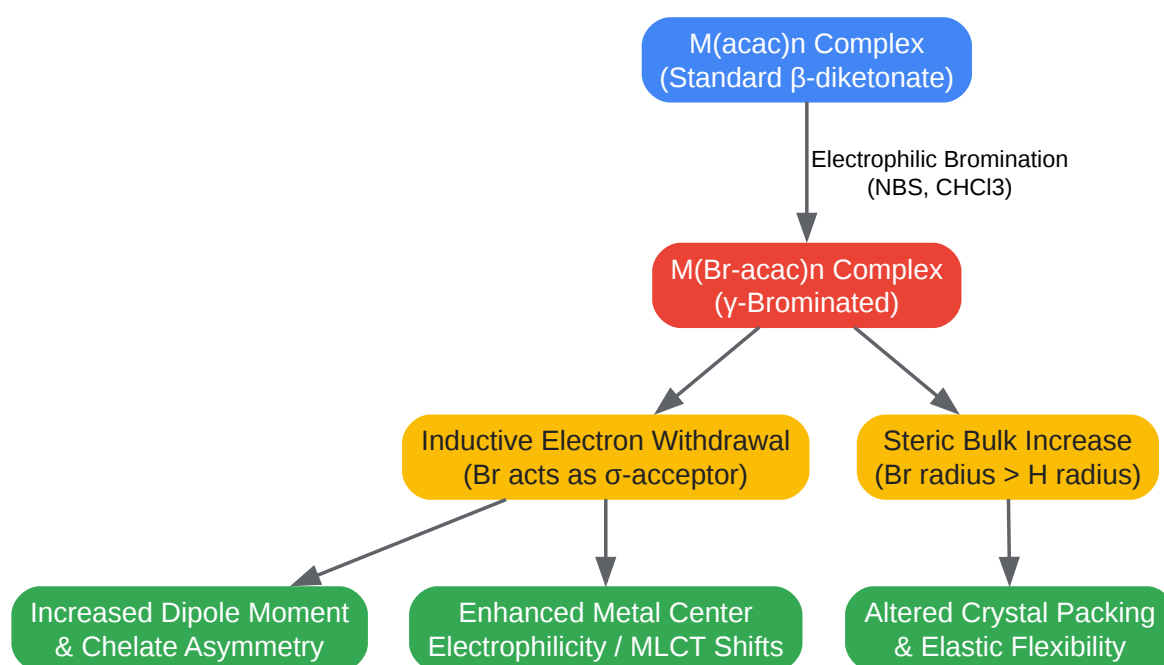 M(acac)n Complex
(Standard β-diketonate)
Electrophilic Bromination
(NBS, CHCl3)
M(Br-acac)n Complex
(γ-Brominated)
Inductive Electron Withdrawal
(Br acts as σ-acceptor)
Steric Bulk Increase
(Br radius > H radius)
Increased Dipole Moment
& Chelate Asymmetry
Enhanced Metal Center
Electrophilicity / MLCT Shifts
Altered Crystal Packing
& Elastic Flexibility